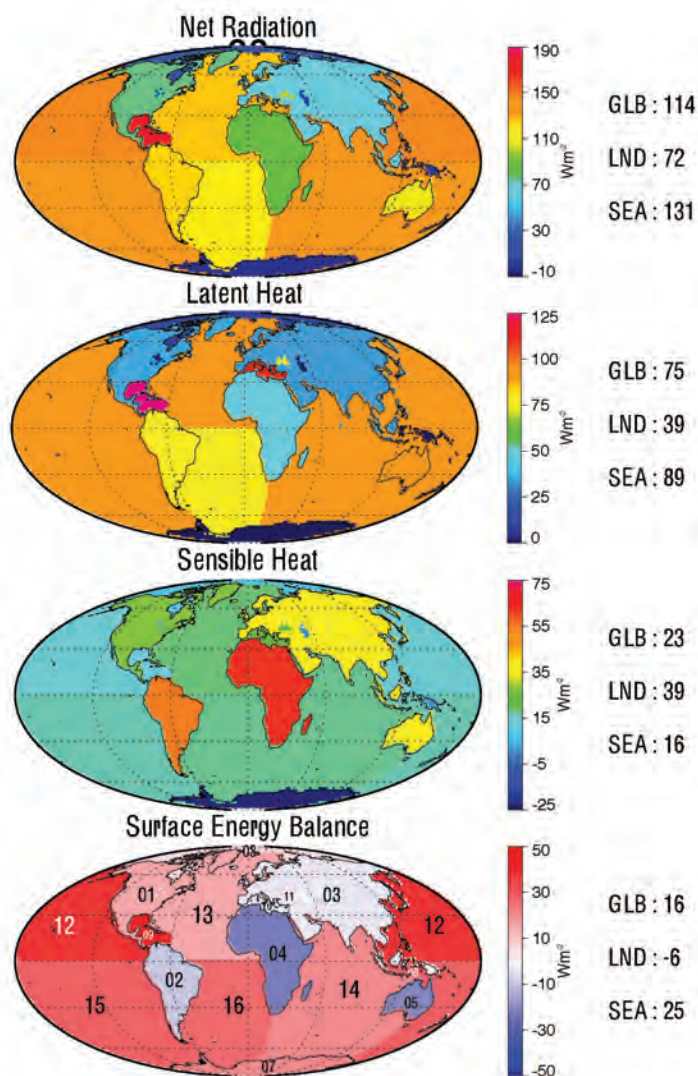 Net Radiation
190
150
110
70
30
-10
Wm-2
GLB : 114
LND : 72
SEA : 131
Latent Heat
125
100
75
50
25
0
Wm-2
GLB : 75
LND : 39
SEA : 89
Sensible Heat
75
55
35
15
-5
-25
Wm-2
GLB : 23
LND : 39
SEA : 16
Surface Energy Balance
50
30
10
-10
-30
-50
Wm-2
GLB : 16
LND : -6
SEA : 25
01
11
03
12
13
12
09
04
02
15
16
14
05
07